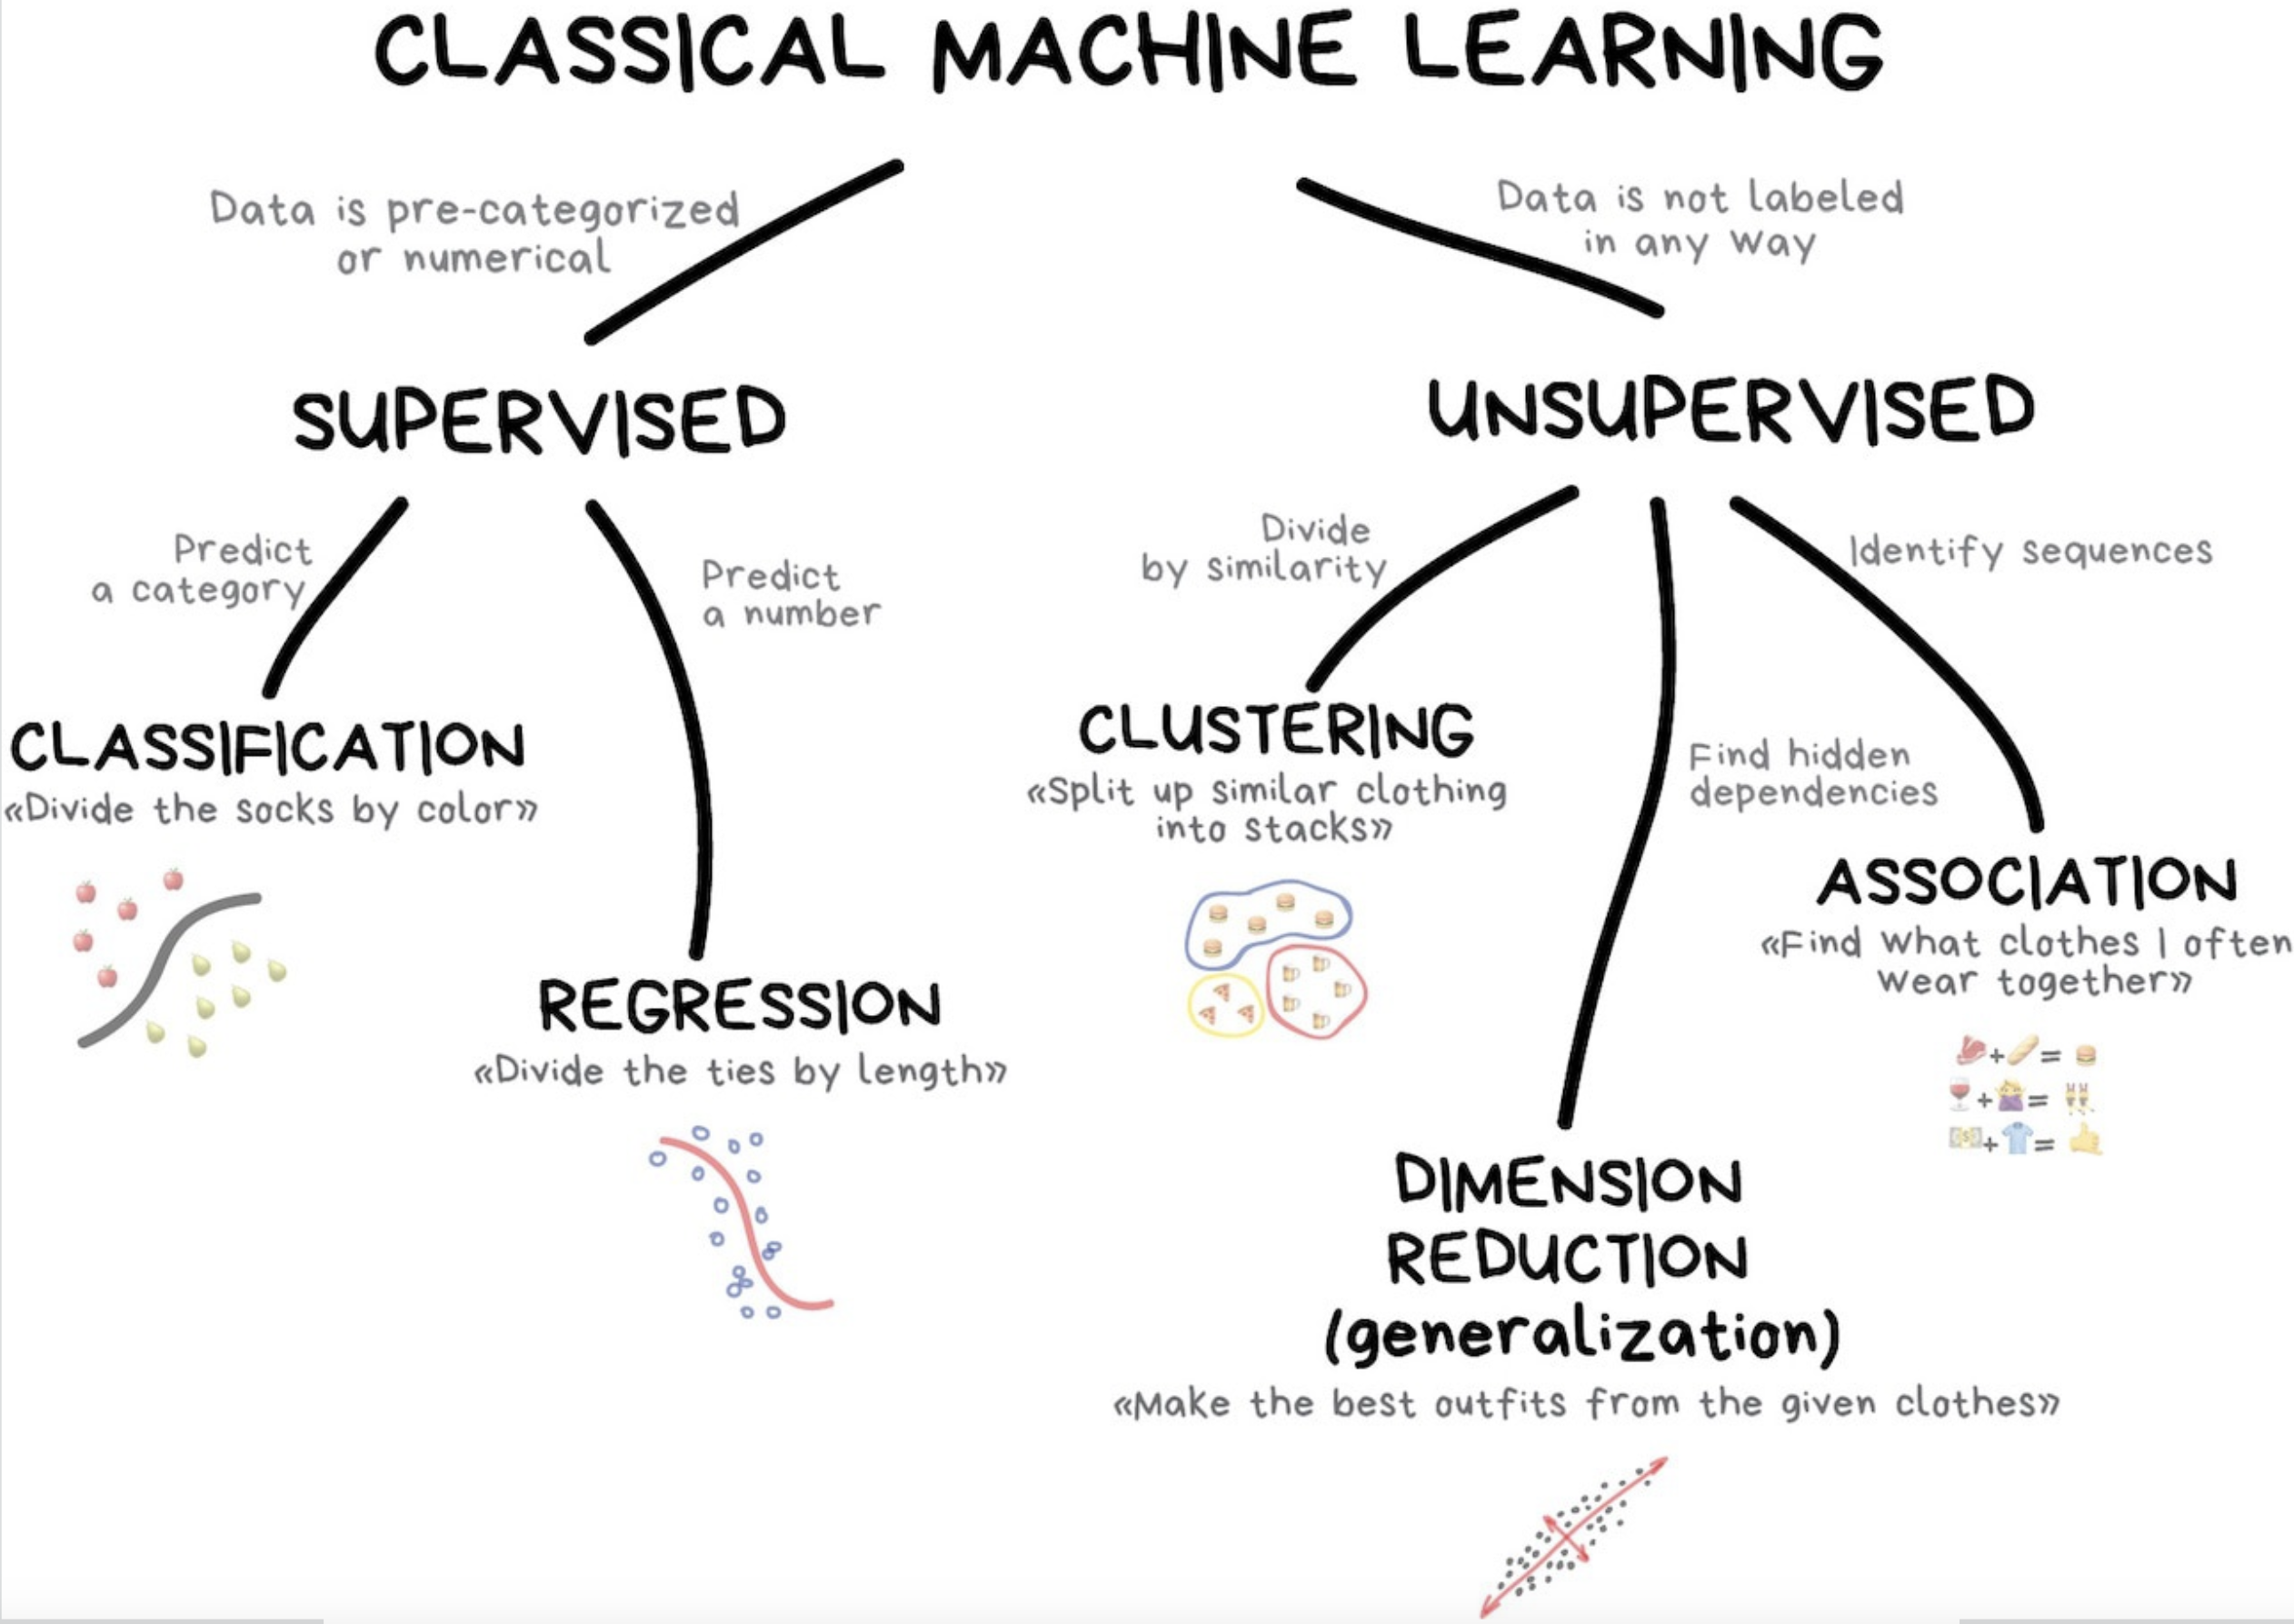 CLASSICAL MACHINE LEARNING
Data is pre-categorized
or numerical
Data is not labeled
in any way
SUPERVISED
UNSUPERVISED
Predict
a category
Predict
a number
Divide
by similarity
Identify sequences
CLASSIFICATION
«Divide the socks by color»
CLUSTERING
«Split up similar clothing
into stacks»
Find hidden
dependencies
ASSOCIATION
«Find what clothes I often
wear together»
REGRESSION
«Divide the ties by length»
+ =
+ =
+ =
DIMENSION
REDUCTION
(generalization)
«Make the best outfits from the given clothes»